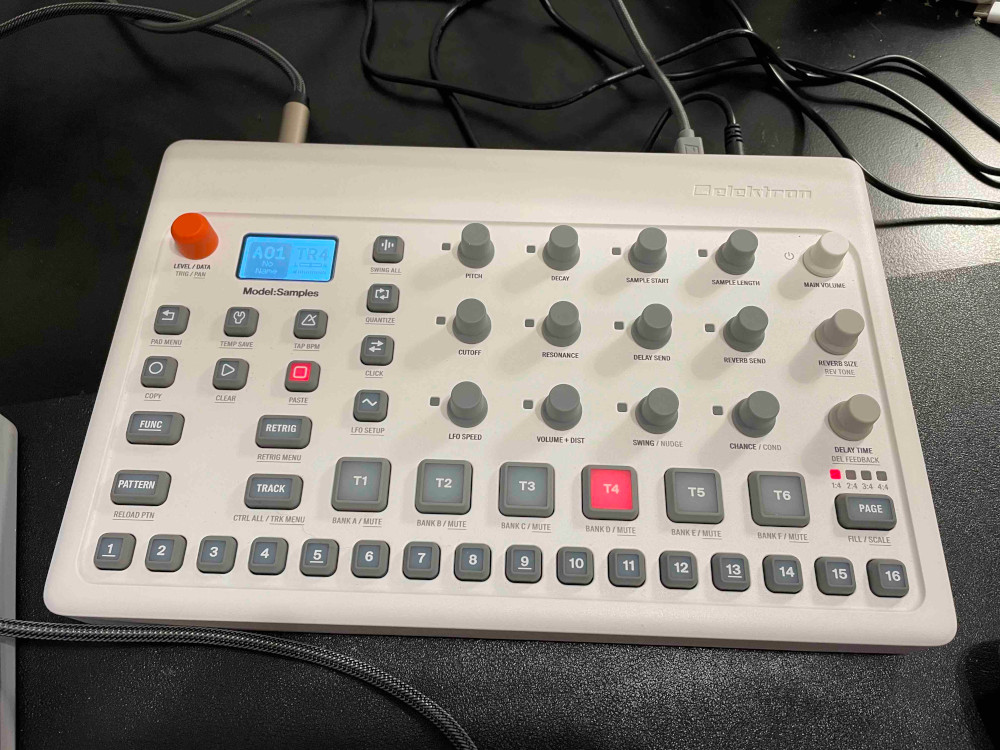 elektron
LEVEL / DATA
TRIG / PAN
A01
No
Name
TR4
Model:Samples
SWING ALL
PITCH
DECAY
SAMPLE START
SAMPLE LENGTH
MAIN VOLUME
PAD MENU
TEMP SAVE
TAP BPM
QUANTIZE
CUTOFF
RESONANCE
DELAY SEND
REVERB SEND
REVERB SIZE
REV TONE
COPY
CLEAR
PASTE
CLICK
FUNC
RETRIG
RETRIG MENU
LFO SETUP
LFO SPEED
VOLUME + DIST
SWING / NUDGE
CHANCE / COND
DELAY TIME
DEL FEEDBACK
1:4 2:4 3:4 4:4
PATTERN
RELOAD PTN
TRACK
CTRL ALL / TRK MENU
T1
BANK A / MUTE
T2
BANK B / MUTE
T3
BANK C / MUTE
T4
BANK D / MUTE
T5
BANK E / MUTE
T6
BANK F / MUTE
PAGE
FILL / SCALE
1 2 3 4 5 6 7 8 9 10 11 12 13 14 15 16